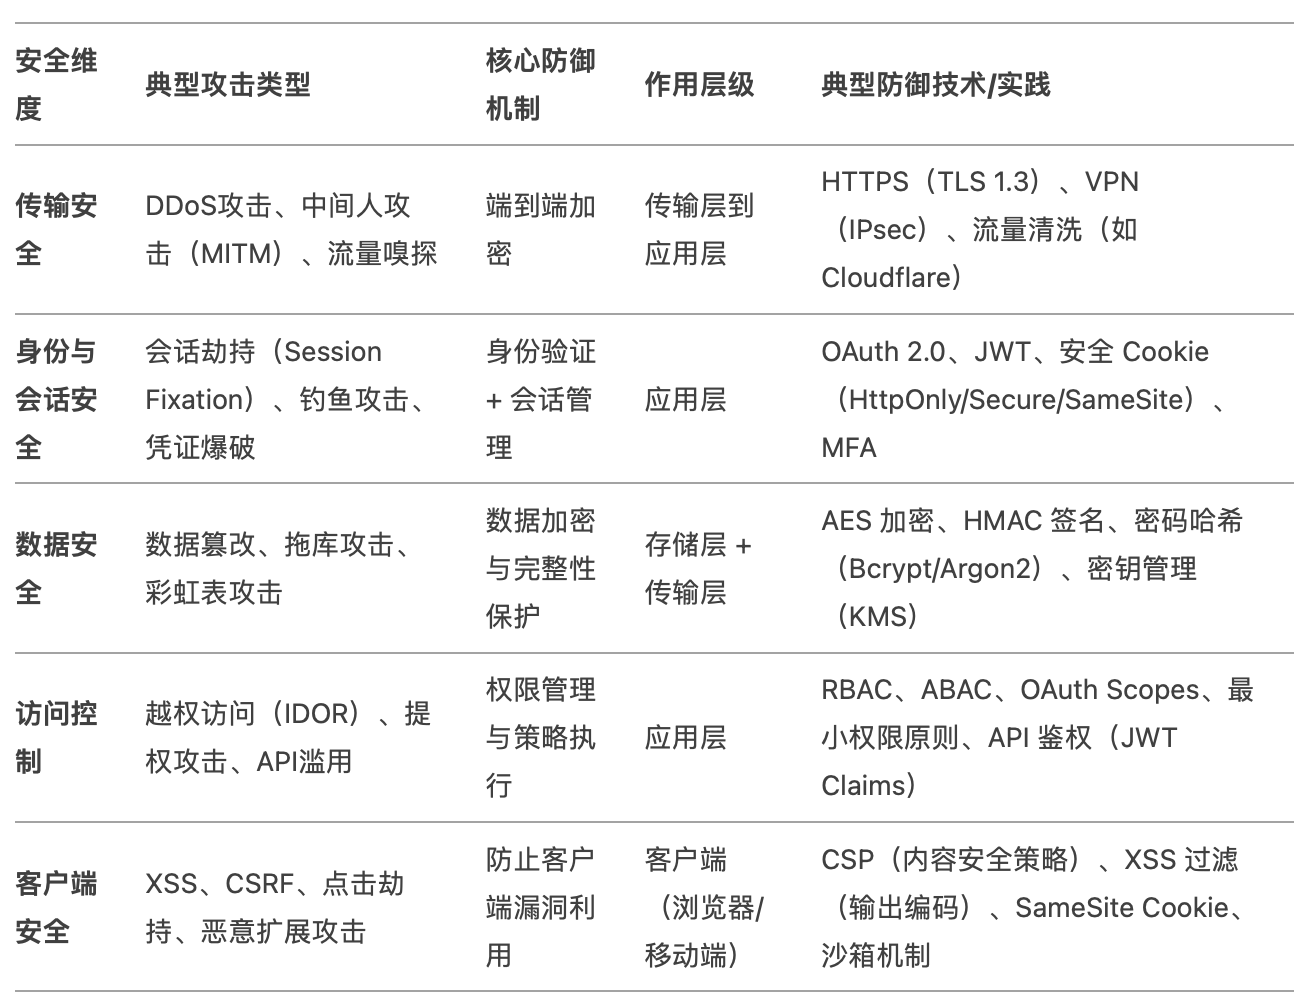 安全维
度
典型攻击类型
核心防御
机制
作用层级
典型防御技术/实践
传输安
全
DDoS攻击、中间人攻
击（MITM）、流量嗅探
端到端加
密
传输层到
应用层
HTTPS（TLS 1.3）、VPN
（IPsec）、流量清洗（如
Cloudflare）
身份与
会话安
全
会话劫持（Session
Fixation）、钓鱼攻击、
凭证爆破
身份验证
+ 会话管
理
应用层
OAuth 2.0、JWT、安全 Cookie
（HttpOnly/Secure/SameSite）、
MFA
数据安
全
数据篡改、拖库攻击、
彩虹表攻击
数据加密
与完整性
保护
存储层 +
传输层
AES 加密、HMAC 签名、密码哈希
（Bcrypt/Argon2）、密钥管理
（KMS）
访问控
制
越权访问（IDOR）、提
权攻击、API滥用
权限管理
与策略执
行
应用层
RBAC、ABAC、OAuth Scopes、最
小权限原则、API 鉴权（JWT
Claims）
客户端
安全
XSS、CSRF、点击劫
持、恶意扩展攻击
防止客户
端漏洞利
用
客户端
（浏览器/
移动端）
CSP（内容安全策略）、XSS 过滤
（输出编码）、SameSite Cookie、
沙箱机制